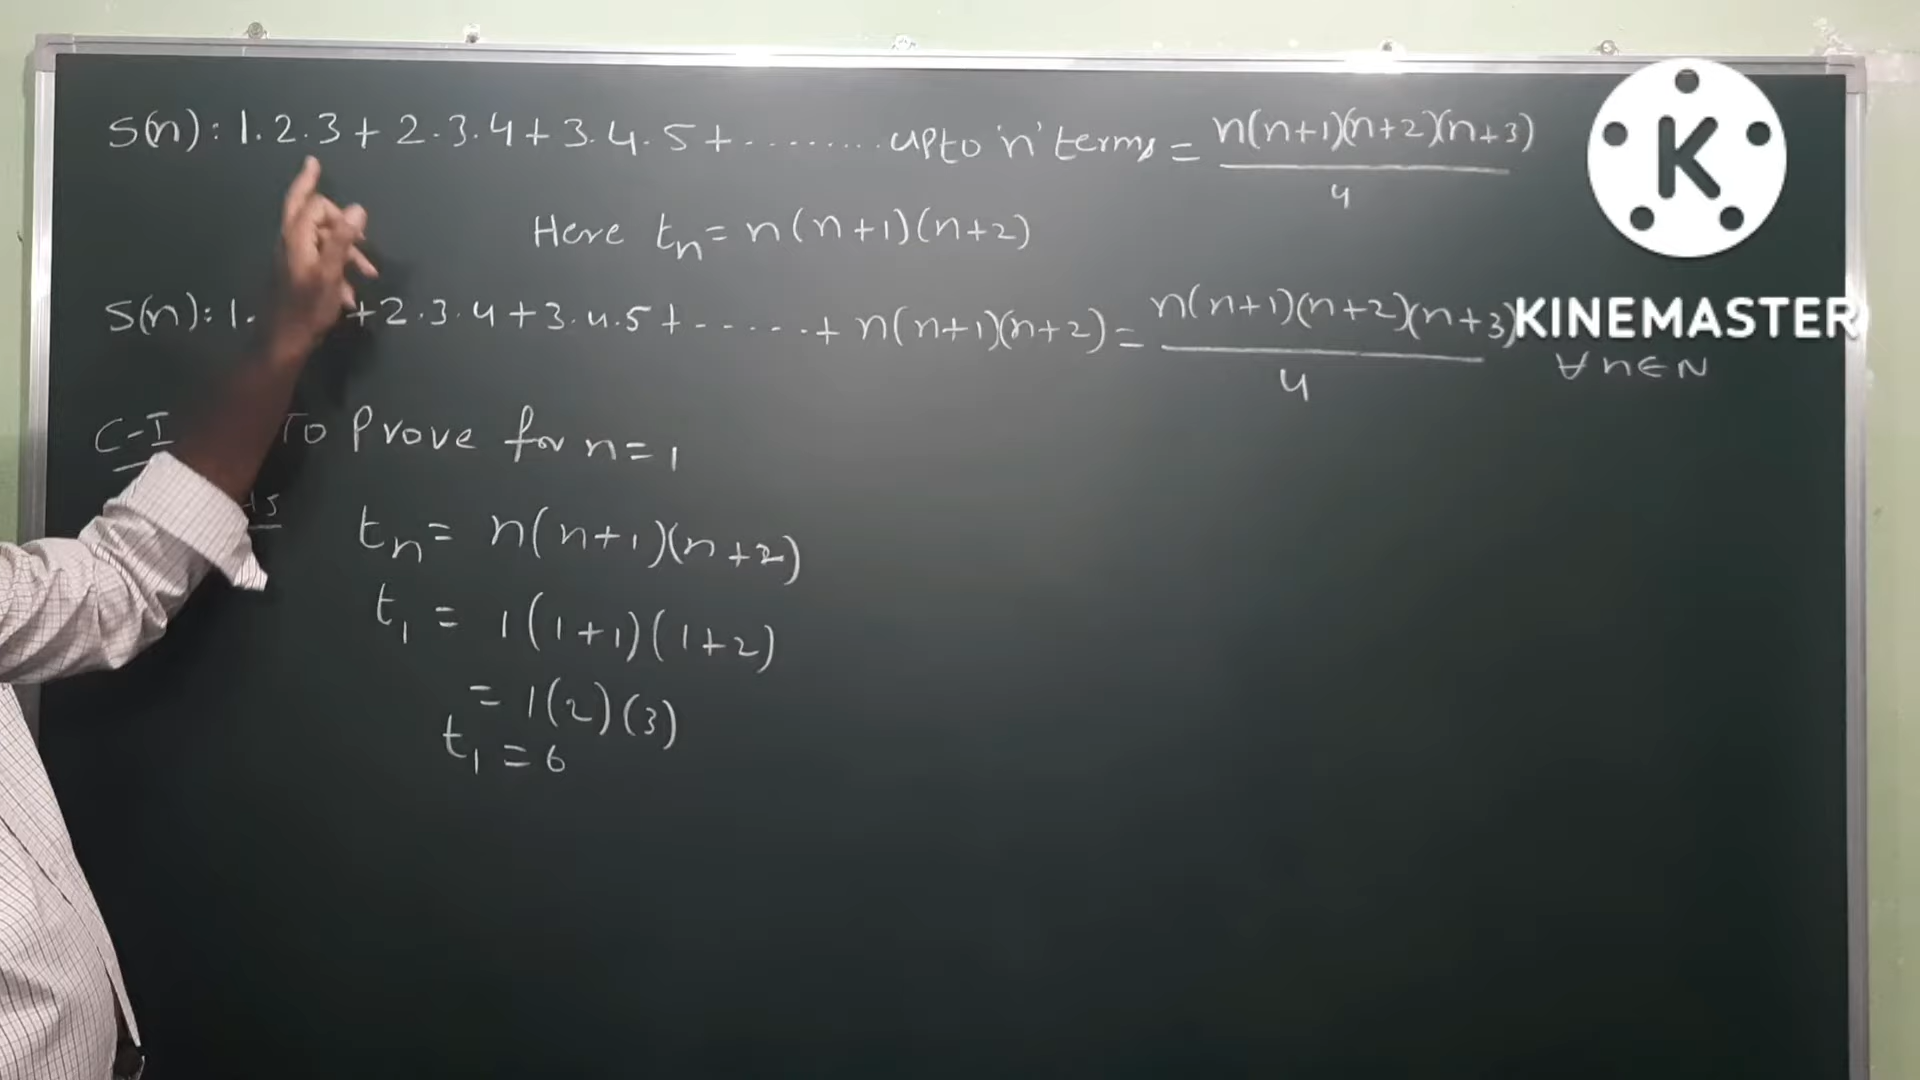 S(n): 1.2.3 + 2.3.4 + 3.4.5 + ......... upto 'n' terms = n(n+1)(n+2)(n+3) / 4
Here tₙ = n(n+1)(n+2)
S(n): 1. + 2.3.4 + 3.4.5 + ...... + n(n+1)(n+2) = n(n+1)(n+2)(n+3) / 4
∀ n∈N
C-I To Prove for n=1
tₙ = n(n+1)(n+2)
t₁ = 1(1+1)(1+2)
= 1(2)(3)
t₁ = 6
K
KINEMASTER